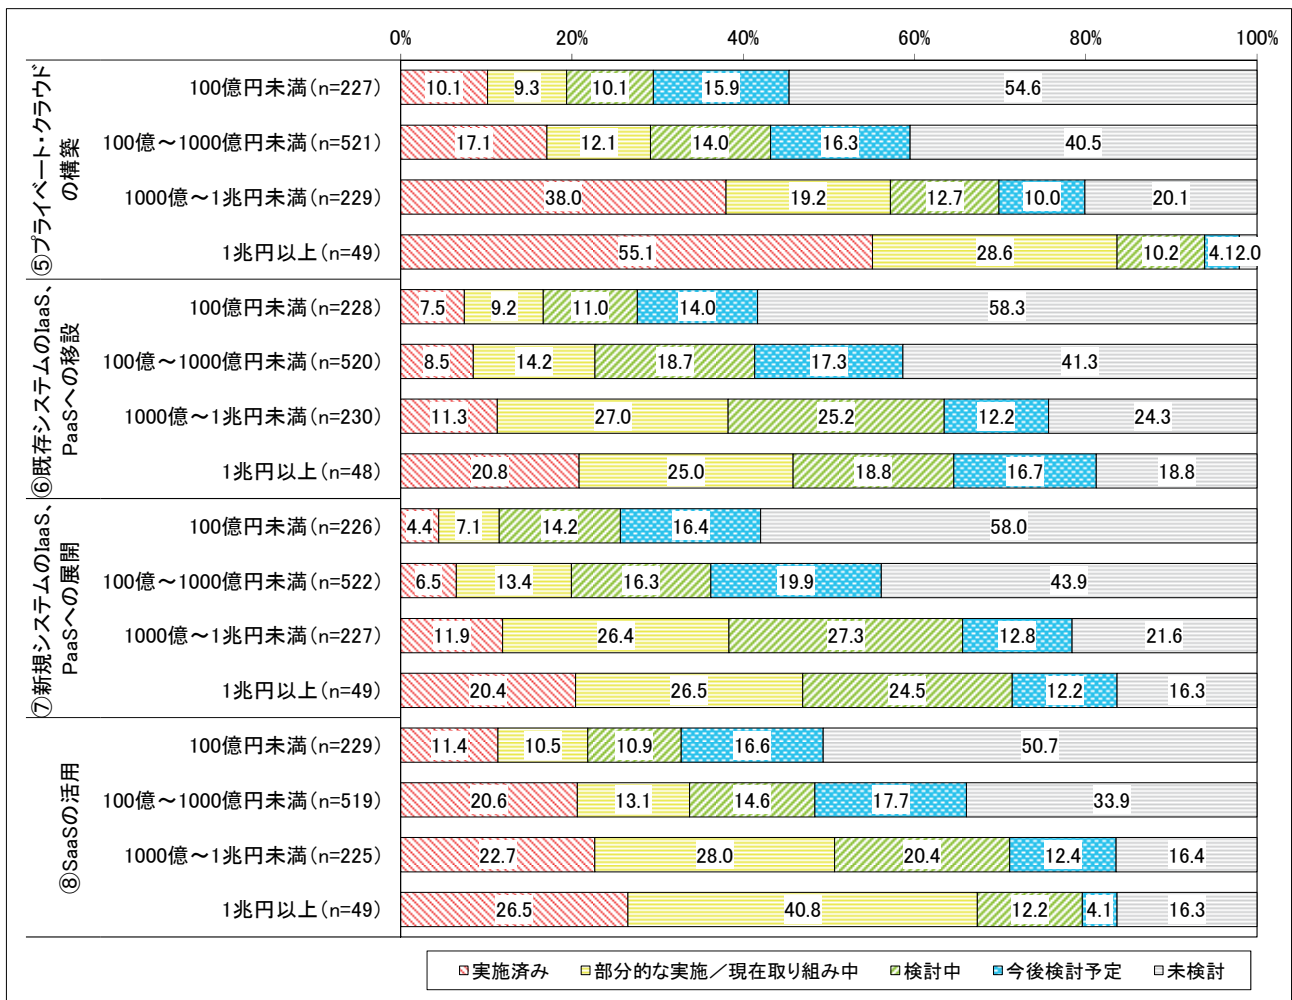 0% 20% 40% 60% 80% 100%
⑤プライベート・クラウド
の構築
100億円未満(n=227) 10.1 9.3 10.1 15.9 54.6
100億～1000億円未満(n=521) 17.1 12.1 14.0 16.3 40.5
1000億～1兆円未満(n=229) 38.0 19.2 12.7 10.0 20.1
1兆円以上(n=49) 55.1 28.6 10.2 4.1 2.0
⑥既存システムのIaaS、
PaaSへの移設
100億円未満(n=228) 7.5 9.2 11.0 14.0 58.3
100億～1000億円未満(n=520) 8.5 14.2 18.7 17.3 41.3
1000億～1兆円未満(n=230) 11.3 27.0 25.2 12.2 24.3
1兆円以上(n=48) 20.8 25.0 18.8 16.7 18.8
⑦新規システムのIaaS、
PaaSへの展開
100億円未満(n=226) 4.4 7.1 14.2 16.4 58.0
100億～1000億円未満(n=522) 6.5 13.4 16.3 19.9 43.9
1000億～1兆円未満(n=227) 11.9 26.4 27.3 12.8 21.6
1兆円以上(n=49) 20.4 26.5 24.5 12.2 16.3
⑧SaaSの活用
100億円未満(n=229) 11.4 10.5 10.9 16.6 50.7
100億～1000億円未満(n=519) 20.6 13.1 14.6 17.7 33.9
1000億～1兆円未満(n=225) 22.7 28.0 20.4 12.4 16.4
1兆円以上(n=49) 26.5 40.8 12.2 4.1 16.3
実施済み 部分的な実施／現在取り組み中 検討中 今後検討予定 未検討